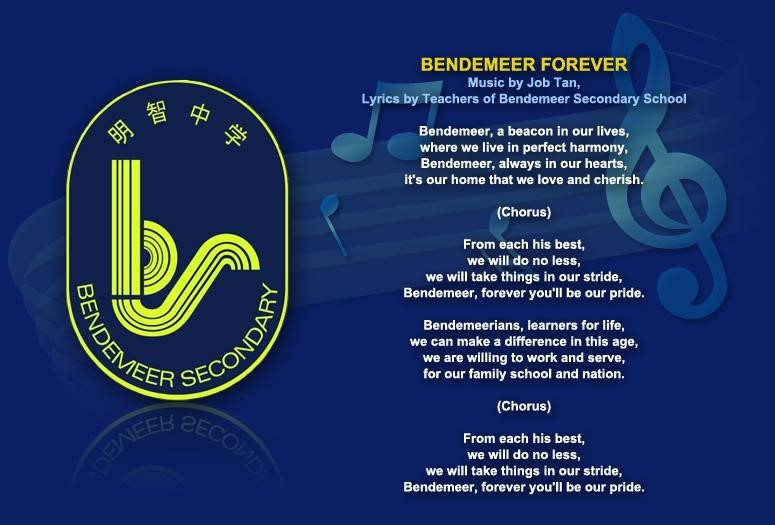 明智中学
BENDEMEER SECONDARY
BENDEMEER FOREVER
Music by Job Tan,
Lyrics by Teachers of Bendemeer Secondary School
Bendemeer, a beacon in our lives,
where we live in perfect harmony,
Bendemeer, always in our hearts,
it's our home that we love and cherish.
(Chorus)
From each his best,
we will do no less,
we will take things in our stride,
Bendemeer, forever you'll be our pride.
Bendemeerians, learners for life,
we can make a difference in this age,
we are willing to work and serve,
for our family school and nation.
(Chorus)
From each his best,
we will do no less,
we will take things in our stride,
Bendemeer, forever you'll be our pride.